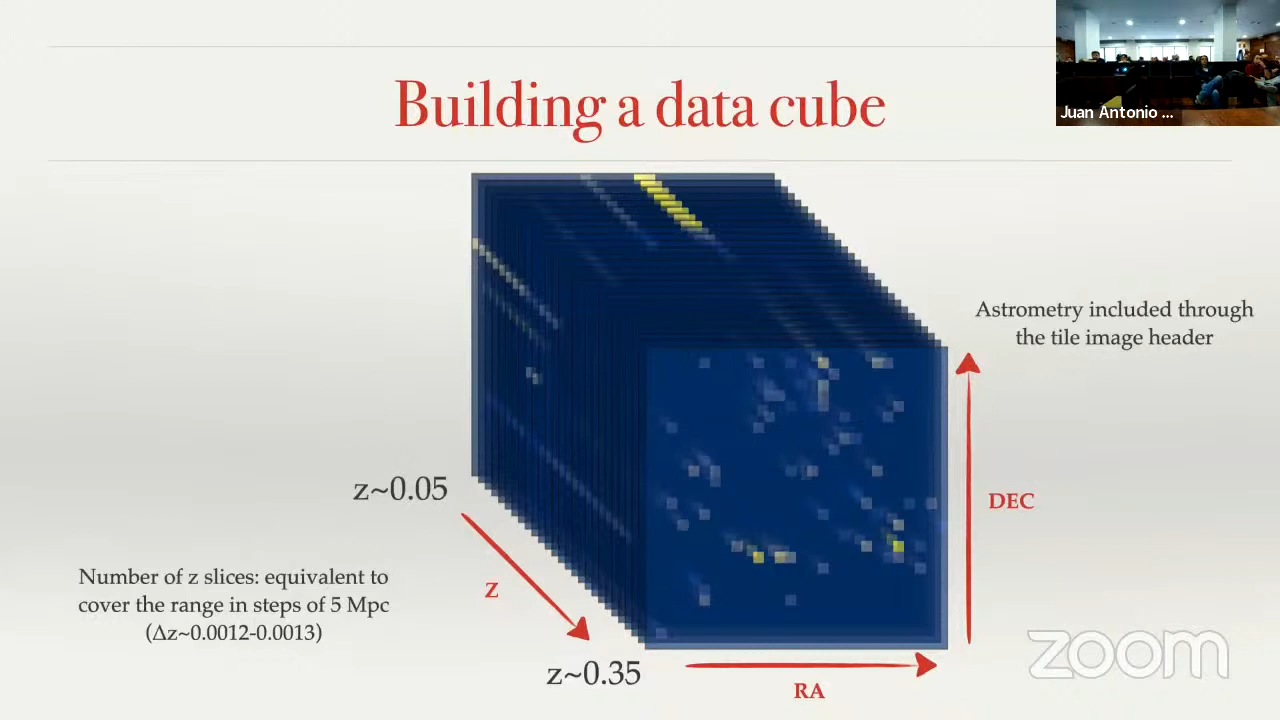 Building a data cube
Juan Antonio ...
Astrometry included through
the tile image header
z~0.05
DEC
Number of z slices: equivalent to
cover the range in steps of 5 Mpc
(Δz~0.0012-0.0013)
z
z~0.35
RA
zoom